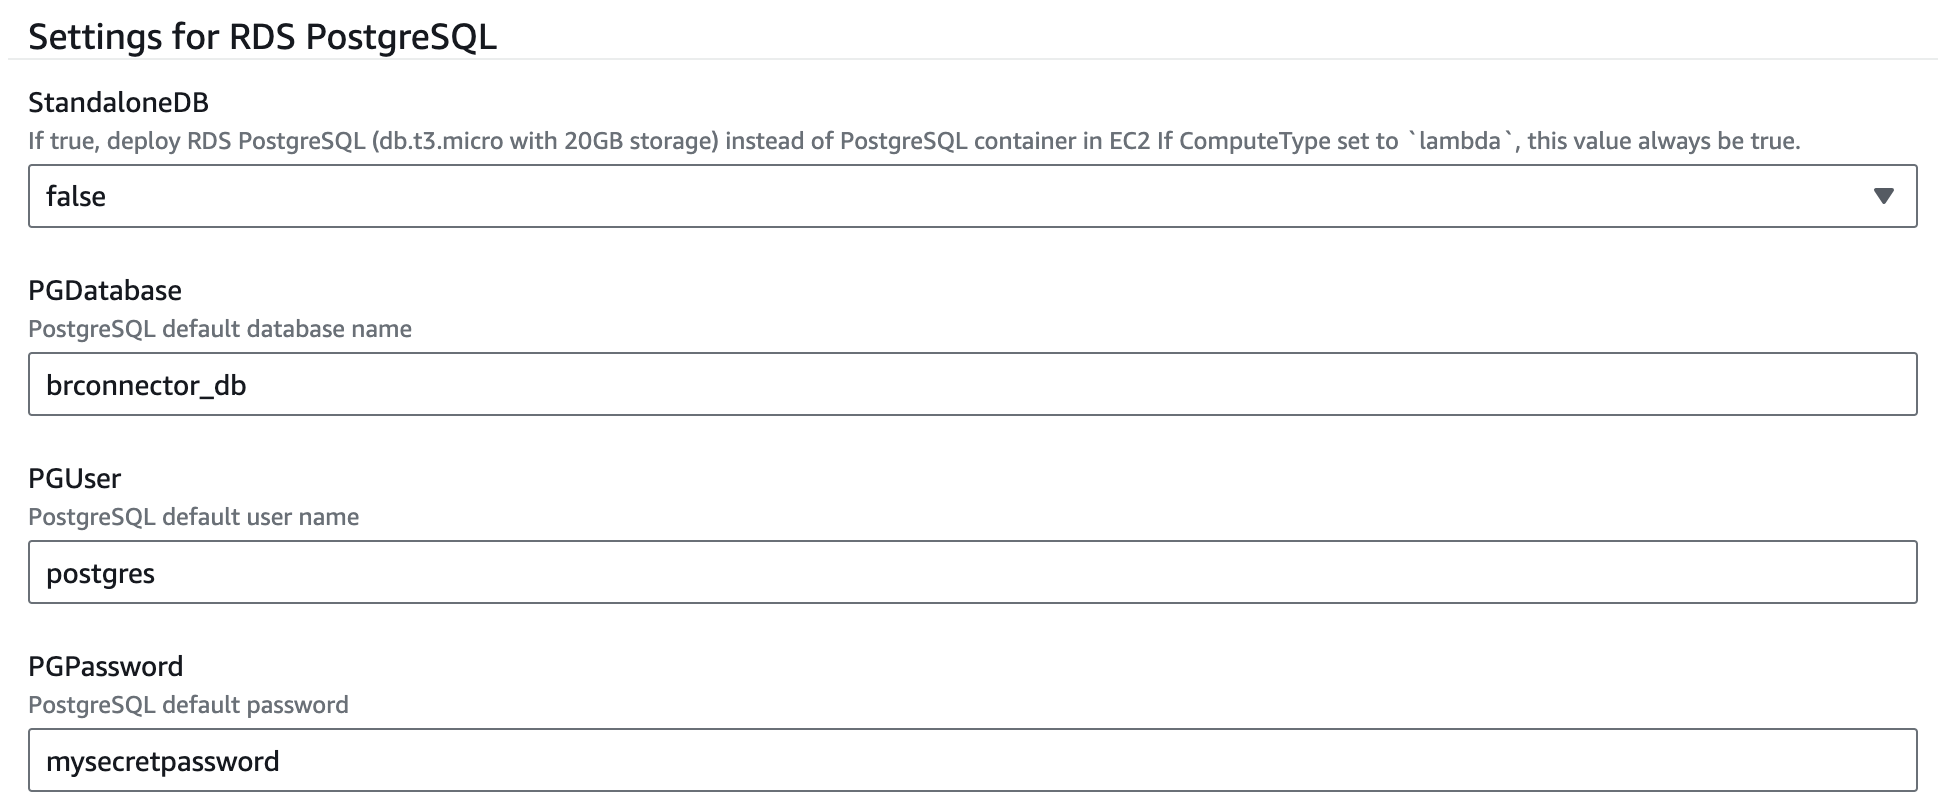 Settings for RDS PostgreSQL
StandaloneDB
If true, deploy RDS PostgreSQL (db.t3.micro with 20GB storage) instead of PostgreSQL container in EC2 If ComputeType set to `lambda`, this value always be true.
false
PGDatabase
PostgreSQL default database name
brconnector_db
PGUser
PostgreSQL default user name
postgres
PGPassword
PostgreSQL default password
mysecretpassword